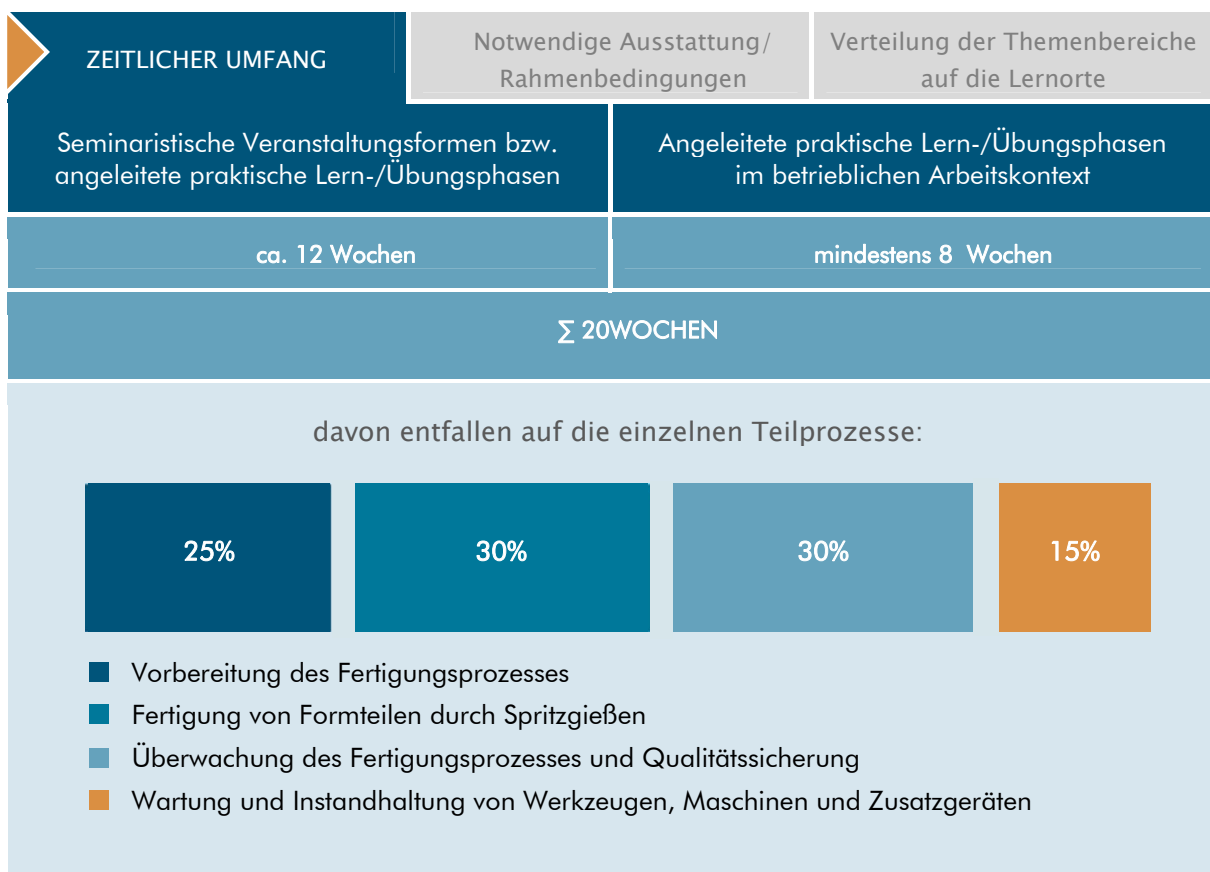 ZEITLICHER UMFANG
Notwendige Ausstattung/
Rahmenbedingungen
Verteilung der Themenbereiche
auf die Lernorte
Seminaristische Veranstaltungsformen bzw.
angeleitete praktische Lern-/Übungsphasen
Angeleitete praktische Lern-/Übungsphasen
im betrieblichen Arbeitskontext
ca. 12 Wochen
mindestens 8 Wochen
∑ 20WOCHEN
davon entfallen auf die einzelnen Teilprozesse:
25%
30%
30%
15%
Vorbereitung des Fertigungsprozesses
Fertigung von Formteilen durch Spritzgießen
Überwachung des Fertigungsprozesses und Qualitätssicherung
Wartung und Instandhaltung von Werkzeugen, Maschinen und Zusatzgeräten